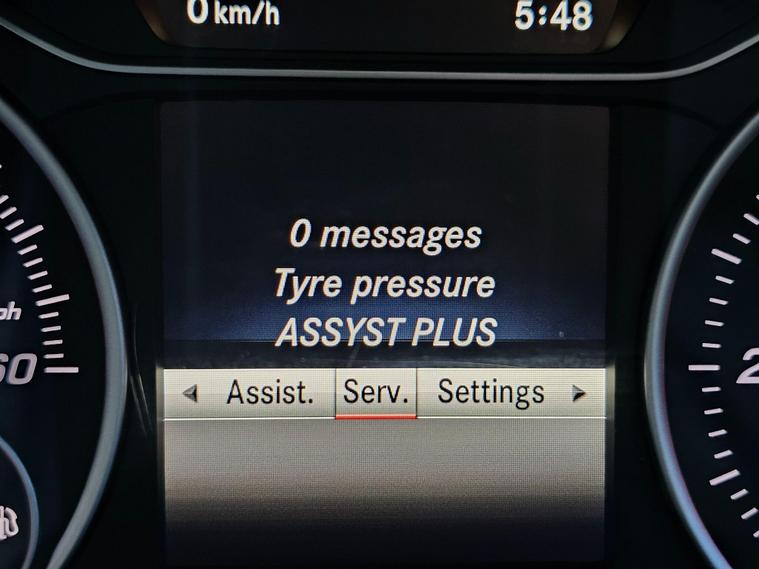 0 km/h 5:48
0 messages
Tyre pressure
ASSYST PLUS
Assist. Serv. Settings